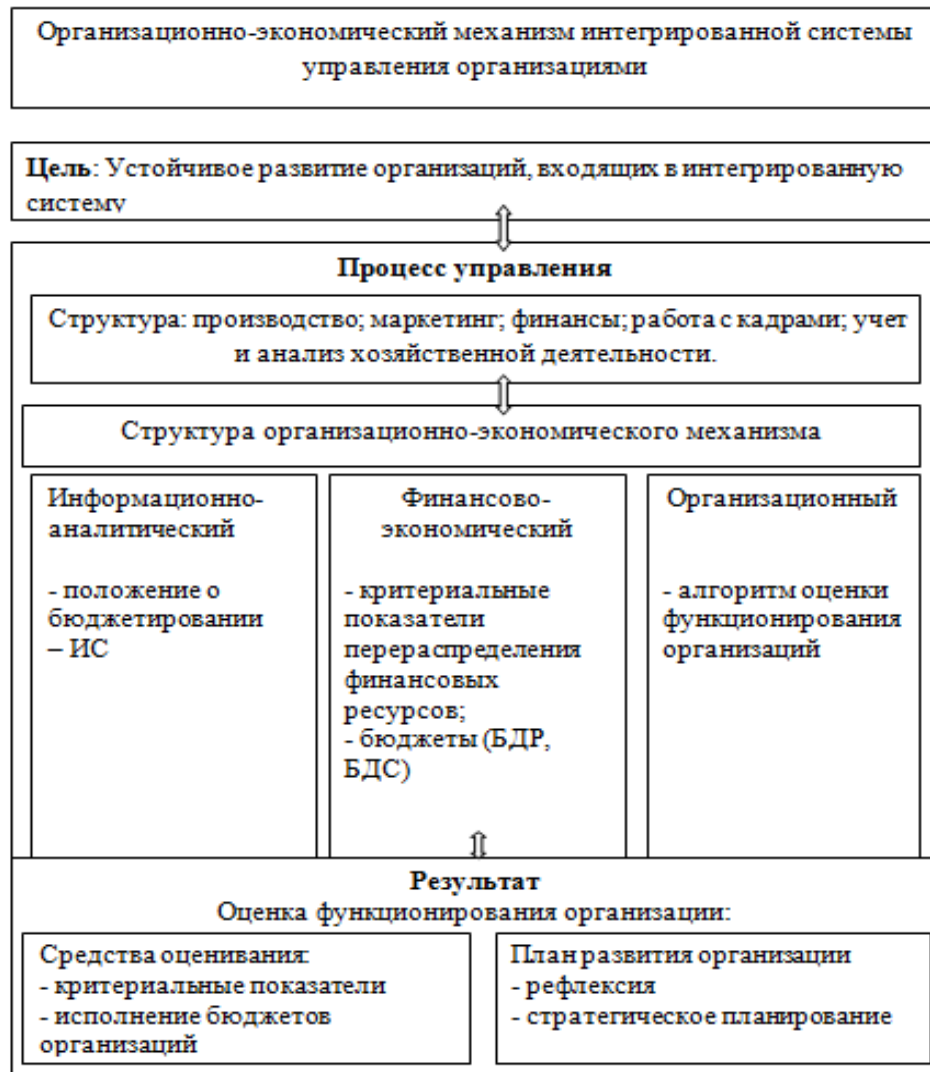 Организационно-экономический механизм интегрированной системы
управления организациями
Цель: Устойчивое развитие организаций, входящих в интегрированную
систему
Процесс управления
Структура: производство; маркетинг; финансы; работа с кадрами; учет
и анализ хозяйственной деятельности.
Структура организационно-экономического механизма
Информационно-
аналитический
- положение о
бюджетировании
– ИС
Финансово-
экономический
- критериальные
показатели
перераспределения
финансовых
ресурсов;
- бюджеты (БДР,
БДС)
Организационный
- алгоритм оценки
функционирования
организаций
Результат
Оценка функционирования организации:
Средства оценивания:
- критериальные показатели
- исполнение бюджетов
организаций
План развития организации
- рефлексия
- стратегическое планирование